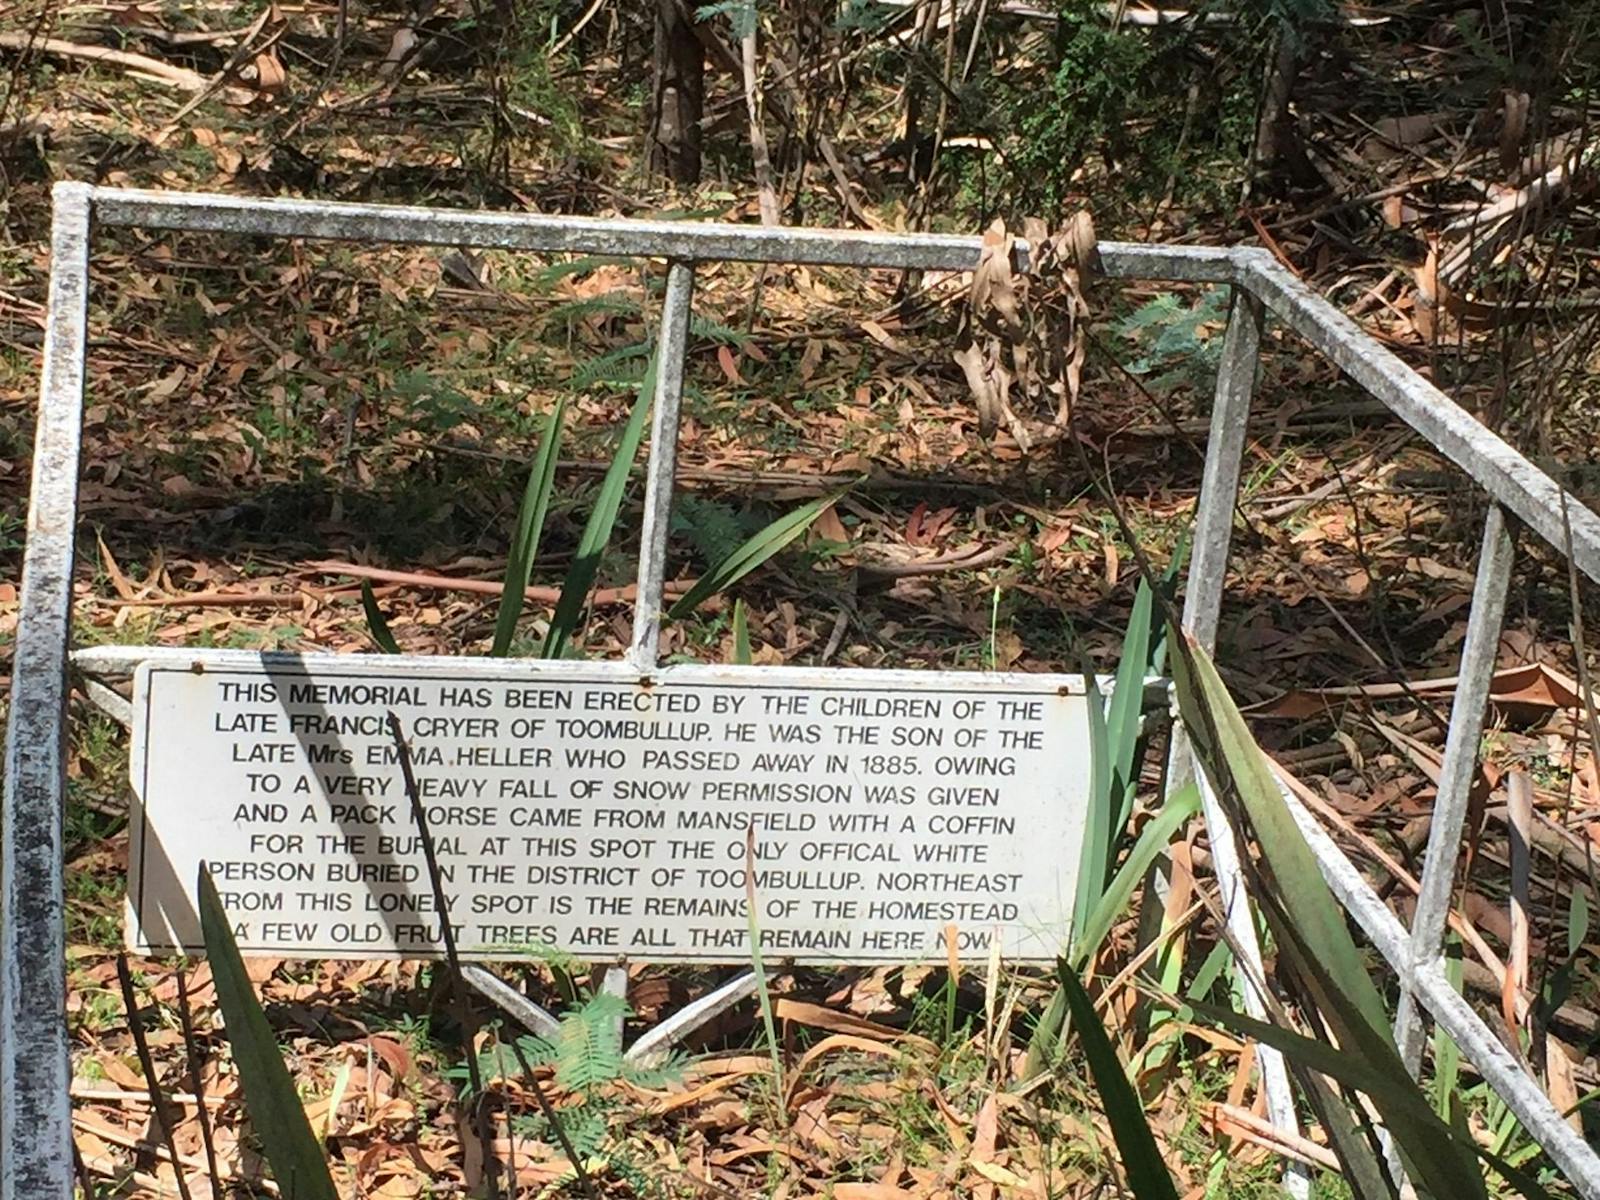 THIS MEMORIAL HAS BEEN ERECTED BY THE CHILDREN OF THE
LATE FRANCIS CRYER OF TOOMBULLUP. HE WAS THE SON OF THE
LATE Mrs EMMA HELLER WHO PASSED AWAY IN 1885. OWING
TO A VERY HEAVY FALL OF SNOW PERMISSION WAS GIVEN
AND A PACK HORSE CAME FROM MANSFIELD WITH A COFFIN
FOR THE BURIAL AT THIS SPOT THE ONLY OFFICAL WHITE
PERSON BURIED IN THE DISTRICT OF TOOMBULLUP. NORTHEAST
FROM THIS LONELY SPOT IS THE REMAINS OF THE HOMESTEAD
A FEW OLD FRUIT TREES ARE ALL THAT REMAIN HERE NOW